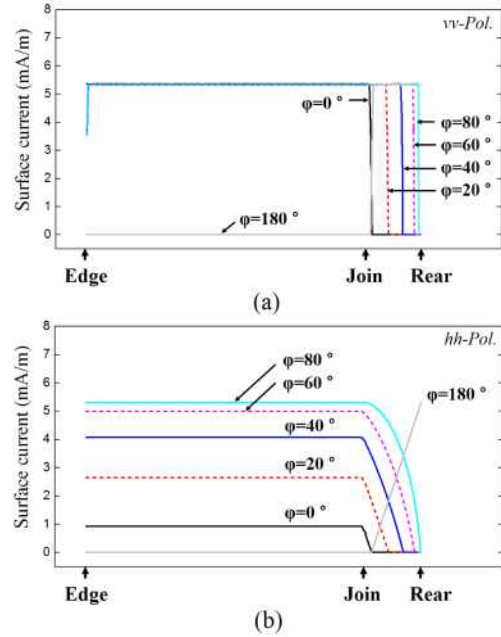 (a)
vv-Pol.
Surface current (mA/m)
8
7
6
5
4
3
2
1
0
φ=0 °
φ=80 °
φ=60 °
φ=40 °
φ=20 °
φ=180 °
Edge
Join
Rear
(a)
hh-Pol.
Surface current (mA/m)
8
7
6
5
4
3
2
1
0
φ=80 °
φ=60 °
φ=180 °
φ=40 °
φ=20 °
φ=0 °
Edge
Join
Rear
(b)